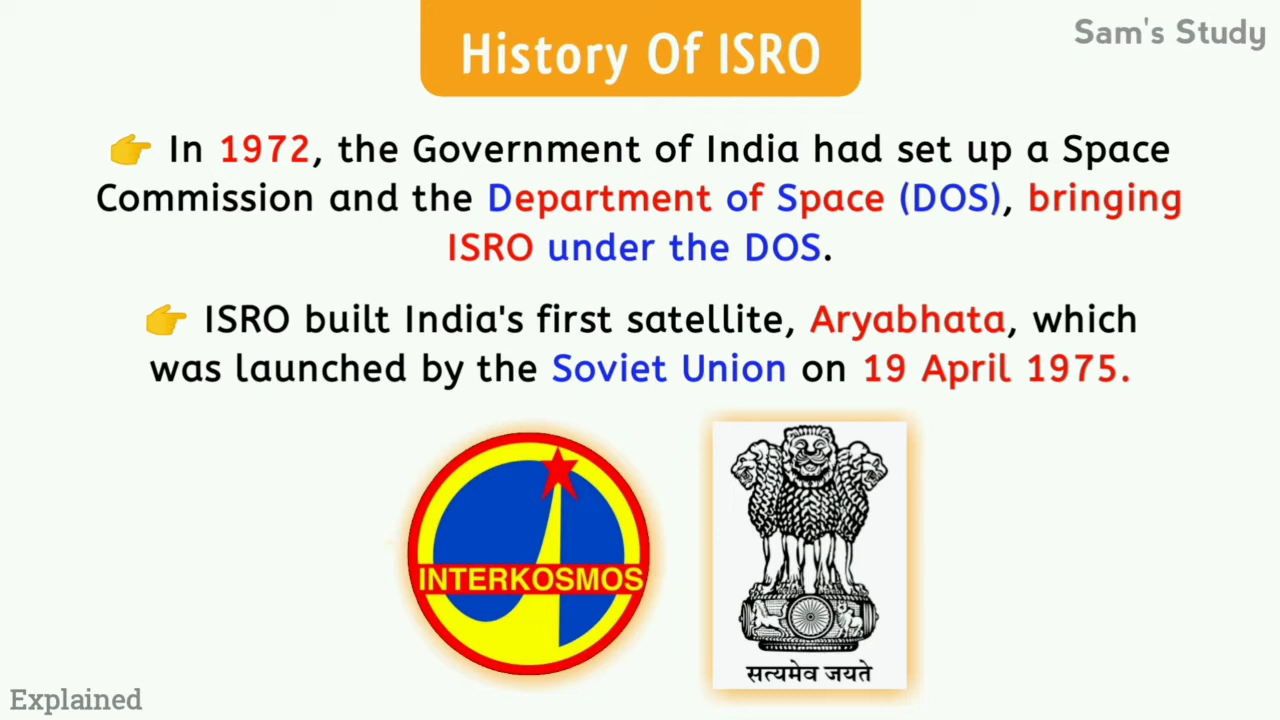 Sam's Study
History Of ISRO
👉 In 1972, the Government of India had set up a Space
Commission and the Department of Space (DOS), bringing
ISRO under the DOS.
👉 ISRO built India's first satellite, Aryabhata, which
was launched by the Soviet Union on 19 April 1975.
INTERKOSMOS
सत्यमेव जयते
Explained